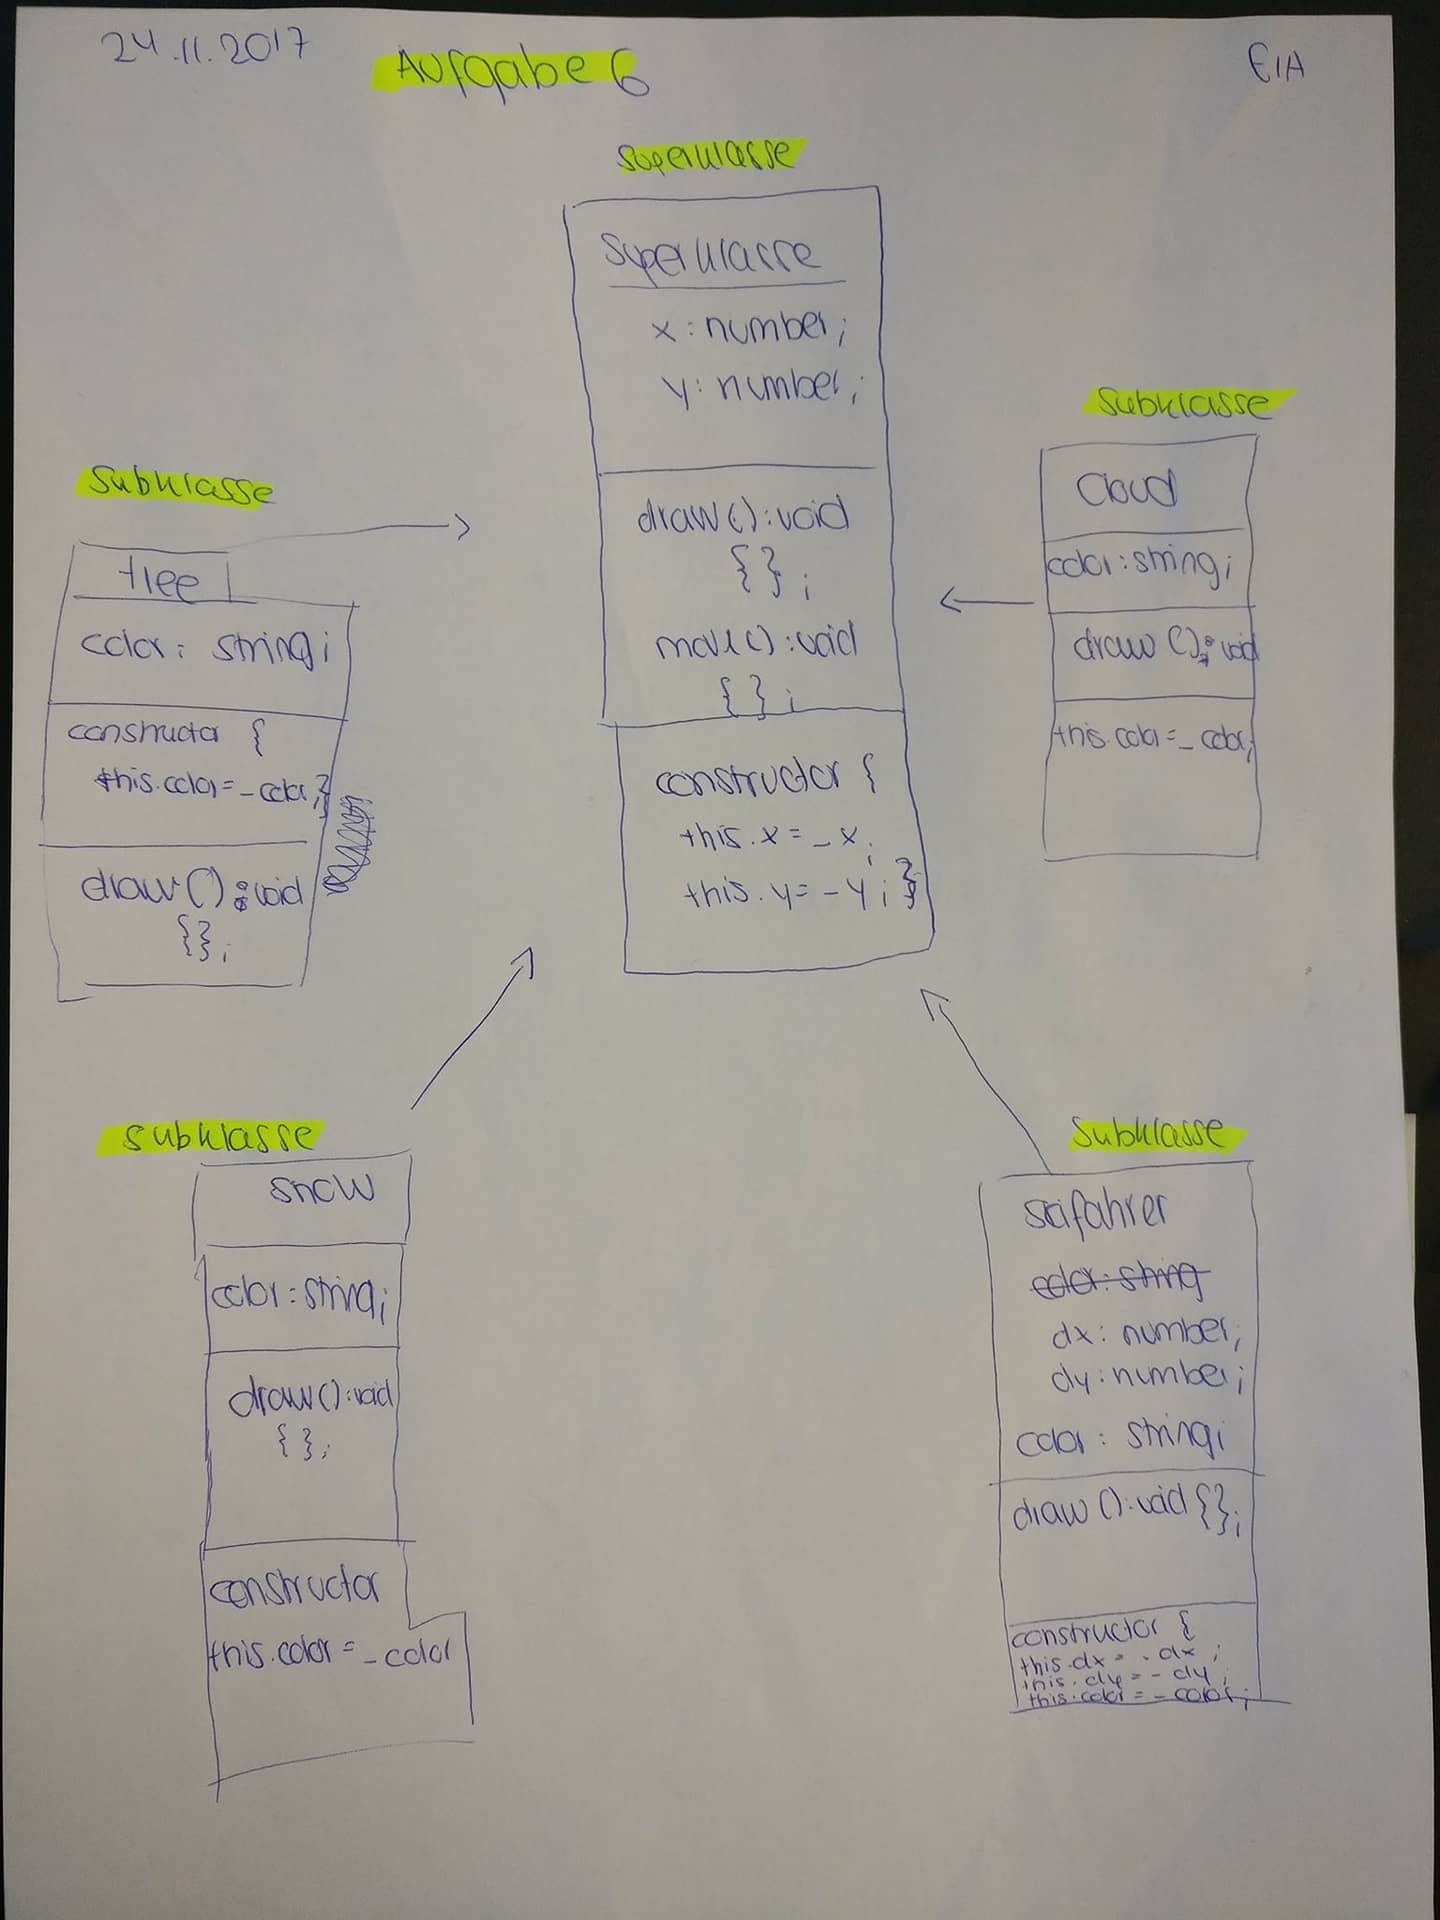 24.11.2017
Aufgabe 6
EIA
Superklasse
Superklasse
x: number;
y: number;
draw(): void
{};
move(): void
{};
constructor {
this.x = _x;
this.y = _y; }
Subklasse
tree
color: string;
constructor {
this.color = _color;}
draw(): void
{};
Subklasse
Cloud
color: string;
draw(): void
this.color = _color;
Subklasse
snow
color: string;
draw(): void
{};
constructor
this.color = _color
Subklasse
Skifahrer
color: string
dx: number;
dy: number;
color: string;
draw(): void {};
constructor {
this.dx = _dx;
this.dy = _dy;
this.color = _color;